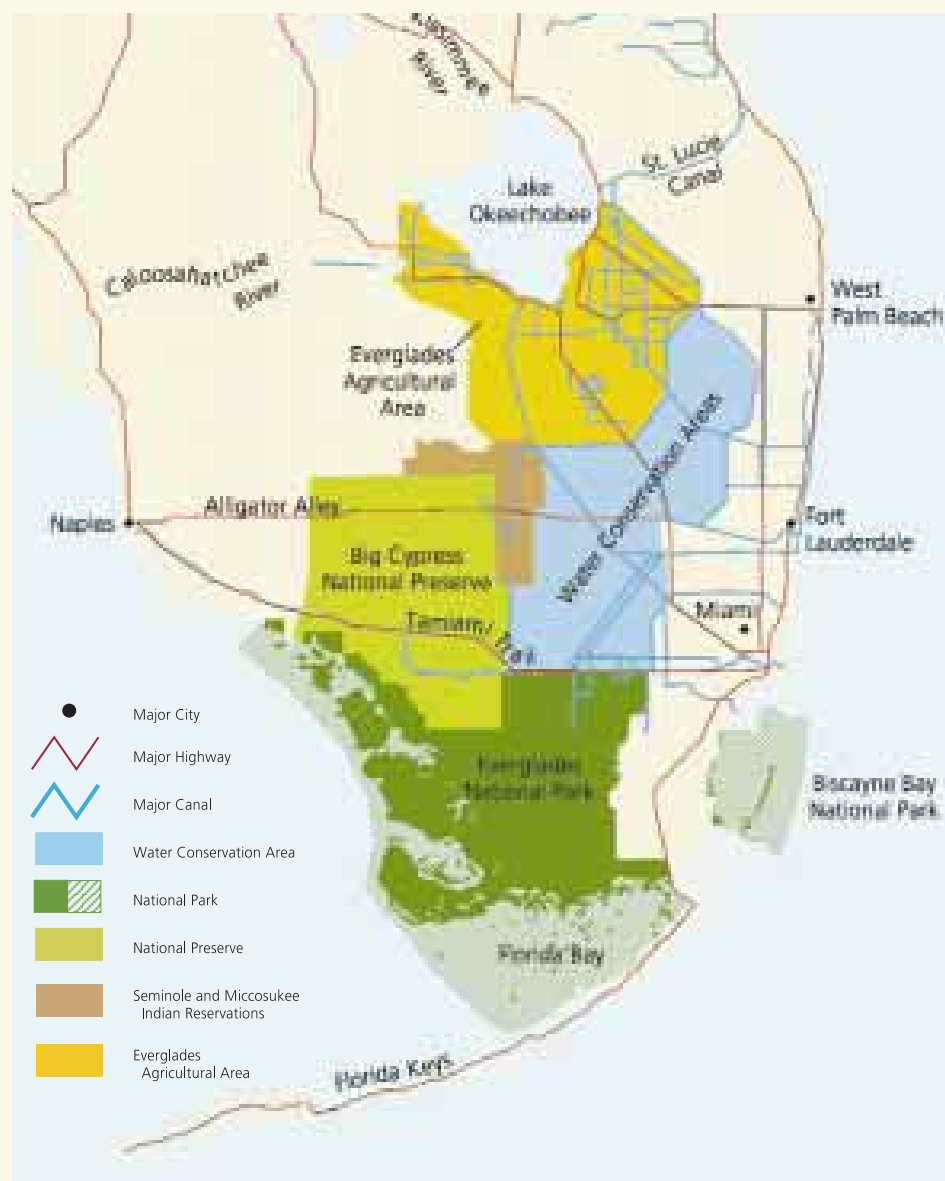 Kissimmee
River
St. Lucie
Canal
Lake
Okeechobee
Caloosahatchee
River
West
Palm Beach
Everglades
Agricultural
Area
Water Conservation Areas
Naples
Alligator Alley
Fort
Lauderdale
Big Cypress
National Preserve
Miami
Tamiami Trail
Major City
Major Highway
Major Canal
Water Conservation Area
National Park
National Preserve
Seminole and Miccosukee
Indian Reservations
Everglades
Agricultural Area
Everglades
National Park
Biscayne Bay
National Park
Florida Bay
Florida Keys